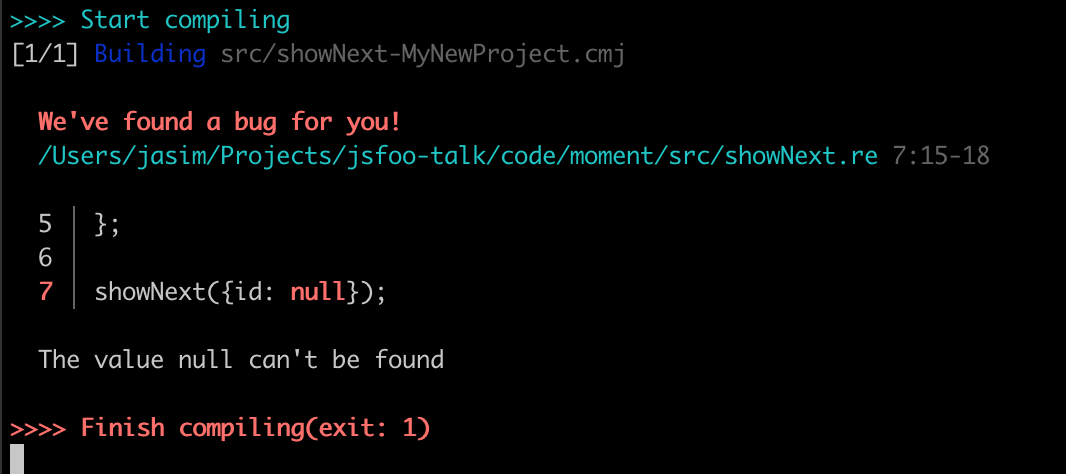 >>>> Start compiling
[1/1] Building src/showNext-MyNewProject.cmj
We've found a bug for you!
/Users/jasim/Projects/jsfoo-talk/code/moment/src/showNext.re 7:15-18
5 │ };
6 │
7 │ showNext({id: null});
The value null can't be found
>>>> Finish compiling(exit: 1)